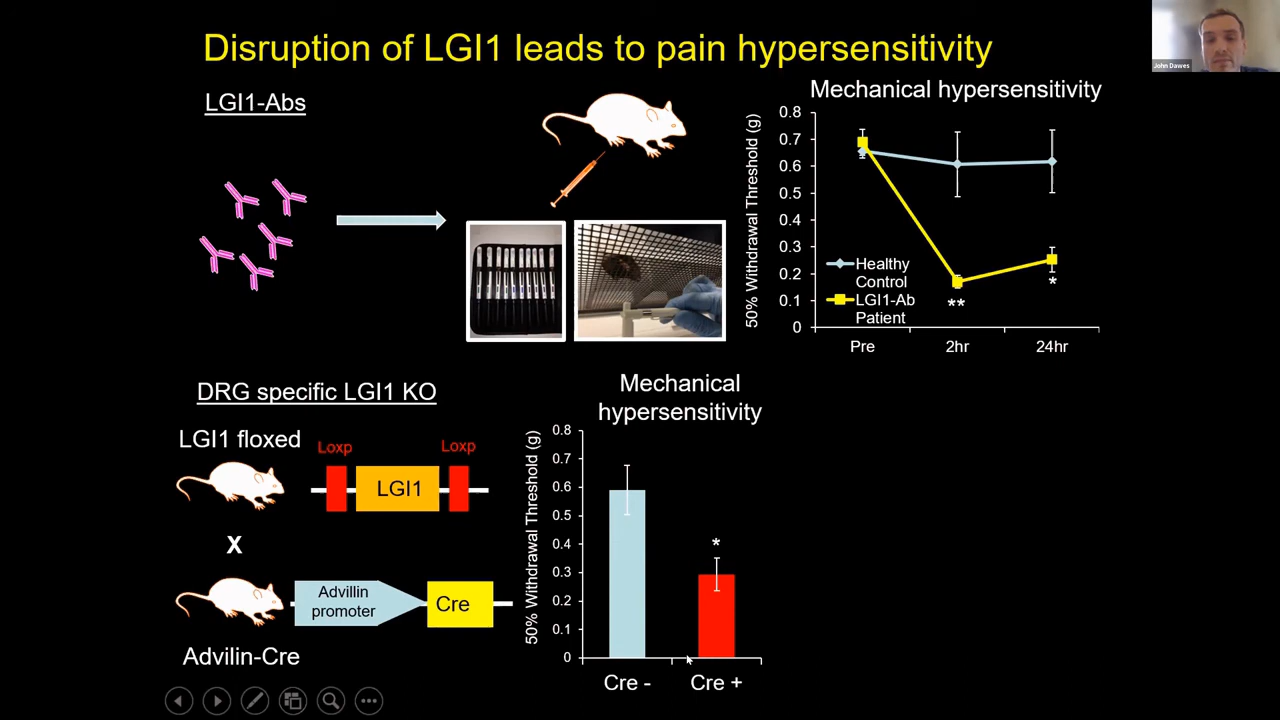 Disruption of LGI1 leads to pain hypersensitivity
John Dawes
LGI1-Abs
Mechanical hypersensitivity
50% Withdrawal Threshold (g)
0.8
0.7
0.6
0.5
0.4
0.3
0.2
0.1
0
Healthy
Control
LGI1-Ab
Patient
**
*
Pre
2hr
24hr
DRG specific LGI1 KO
LGI1 floxed
Loxp
Loxp
LGI1
X
Advillin
promoter
Cre
Advilin-Cre
Mechanical
hypersensitivity
50% Withdrawal Threshold (g)
0.8
0.7
0.6
0.5
0.4
0.3
0.2
0.1
0
*
Cre -
Cre +